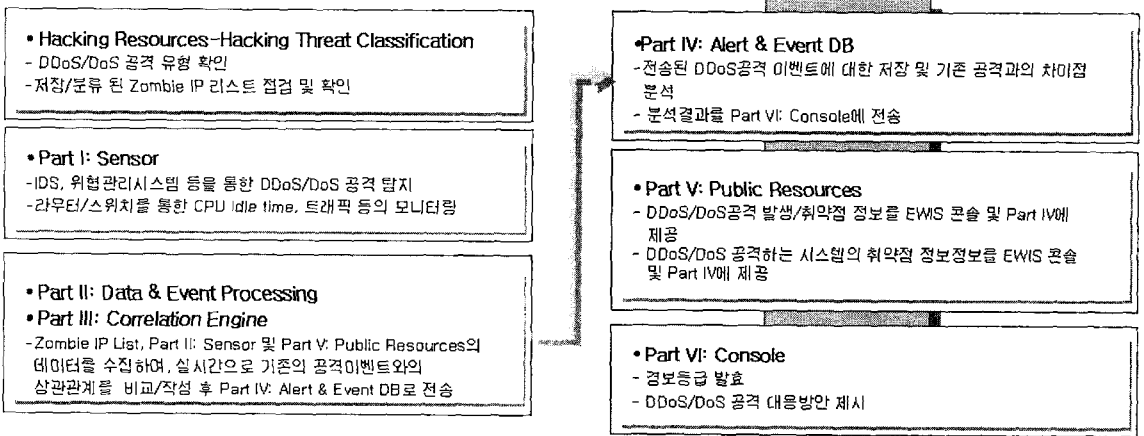 • Hacking Resources-Hacking Threat Classification
- DDoS/DoS 공격 유형 확인
-저장/분류 된 Zombie IP 리스트 점검 및 확인
• Part I: Sensor
-IDS, 위협관리시스템 등을 통한 DDoS/DoS 공격 탐지
-라우터/스위치를 통한 CPU Idle time, 트래픽 등의 모니터링
• Part II: Data & Event Processing
• Part III: Correlation Engine
-Zombie IP List, Part II: Sensor 및 Part V: Public Resources의
데이터를 수집하며, 실시간으로 기존의 공격이벤트와의
상관관계를 비교/작성 후 Part IV: Alert & Event DB로 전송
•Part IV: Alert & Event DB
-전송된 DDoS공격 이벤트에 대한 저장 및 기존 공격과의 차이점
분석
- 분석결과를 Part VI: Console에 전송
• Part V: Public Resources
- DDoS/DoS공격 발생/취약점 정보를 EWIS 콘솔 및 Part IV에
제공
- DDoS/DoS 공격하는 시스템의 취약점 정보정보를 EWIS 콘솔
및 Part IV에 제공
• Part VI: Console
- 경보등급 발효
- DDoS/DoS 공격 대응방안 제시